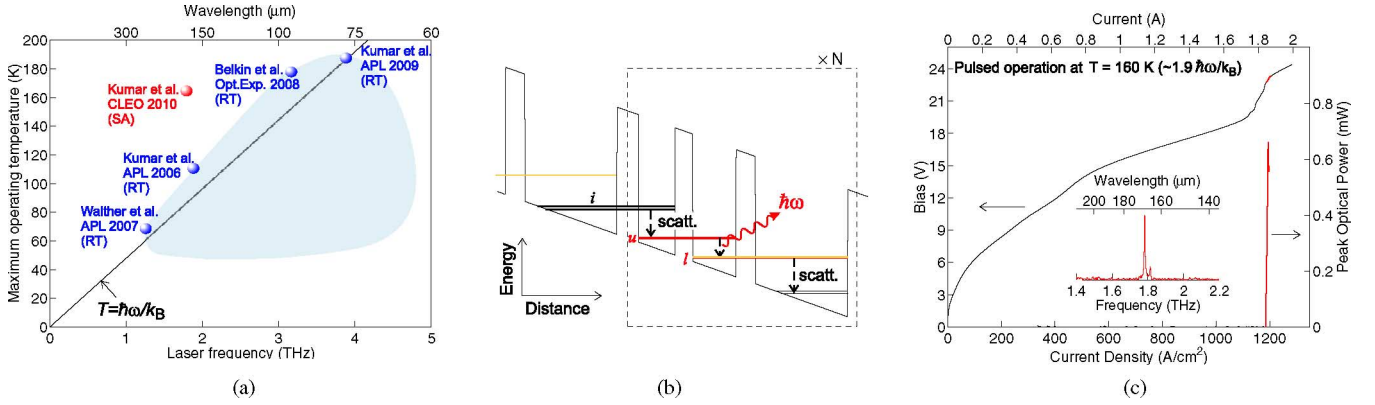 Wavelength (μm)
300 150 100 75 60
200
180
160
140
120
100
80
60
40
20
0
Maximum operating temperature (K)
Kumar et al.
APL 2009
(RT)
Belkin et al.
Opt.Exp. 2008
(RT)
Kumar et al.
CLEO 2010
(SA)
Kumar et al.
APL 2006
(RT)
Walther et al.
APL 2007
(RT)
T=ℏω/kB
0 1 2 3 4 5
Laser frequency (THz)
(a)
× N
i
scatt.
u
ℏω
l
scatt.
Energy
Distance
(b)
Current (A)
0 0.2 0.4 0.6 0.8 1 1.2 1.4 1.6 1.8 2
Pulsed operation at T = 160 K (~1.9 ℏω/kB)
24
21
18
15
12
9
6
3
0
Bias (V)
0.8
0.6
0.4
0.2
0
Peak Optical Power (mW)
Wavelength (μm)
200 180 160 140
1.4 1.6 1.8 2 2.2
Frequency (THz)
0 200 400 600 800 1000 1200
Current Density (A/cm²)
(c)